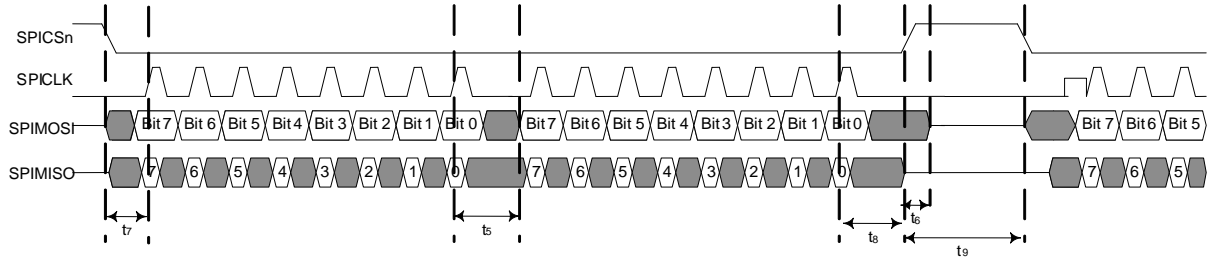 SPICSn
SPICLK
SPIMOSI Bit 7 Bit 6 Bit 5 Bit 4 Bit 3 Bit 2 Bit 1 Bit 0 Bit 7 Bit 6 Bit 5 Bit 4 Bit 3 Bit 2 Bit 1 Bit 0 Bit 7 Bit 6 Bit 5
SPIMISO 7 6 5 4 3 2 1 0 7 6 5 4 3 2 1 0 7 6 5
t7 t5 t8 t6
t9